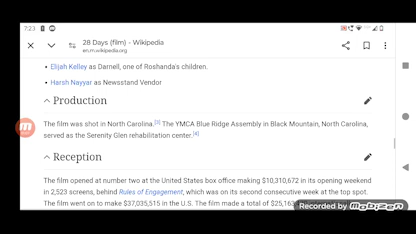 7:23
28 Days (film) - Wikipedia
en.m.wikipedia.org
• Elijah Kelley as Darnell, one of Roshanda's children.
• Harsh Nayyar as Newsstand Vendor
Production
The film was shot in North Carolina.[3] The YMCA Blue Ridge Assembly in Black Mountain, North Carolina,
served as the Serenity Glen rehabilitation center.[4]
Reception
The film opened at number two at the United States box office making $10,310,672 in its opening weekend
in 2,523 screens, behind Rules of Engagement, which was on its second consecutive week at the top spot.
The film went on to make $37,035,515 in the U.S. The film made a total of $25,163
Recorded by Mobizen